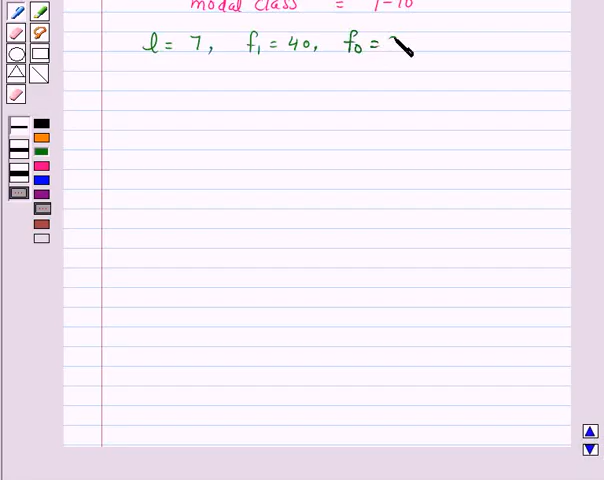 modal class = 7-10
l = 7, f₁ = 40, f₀ =